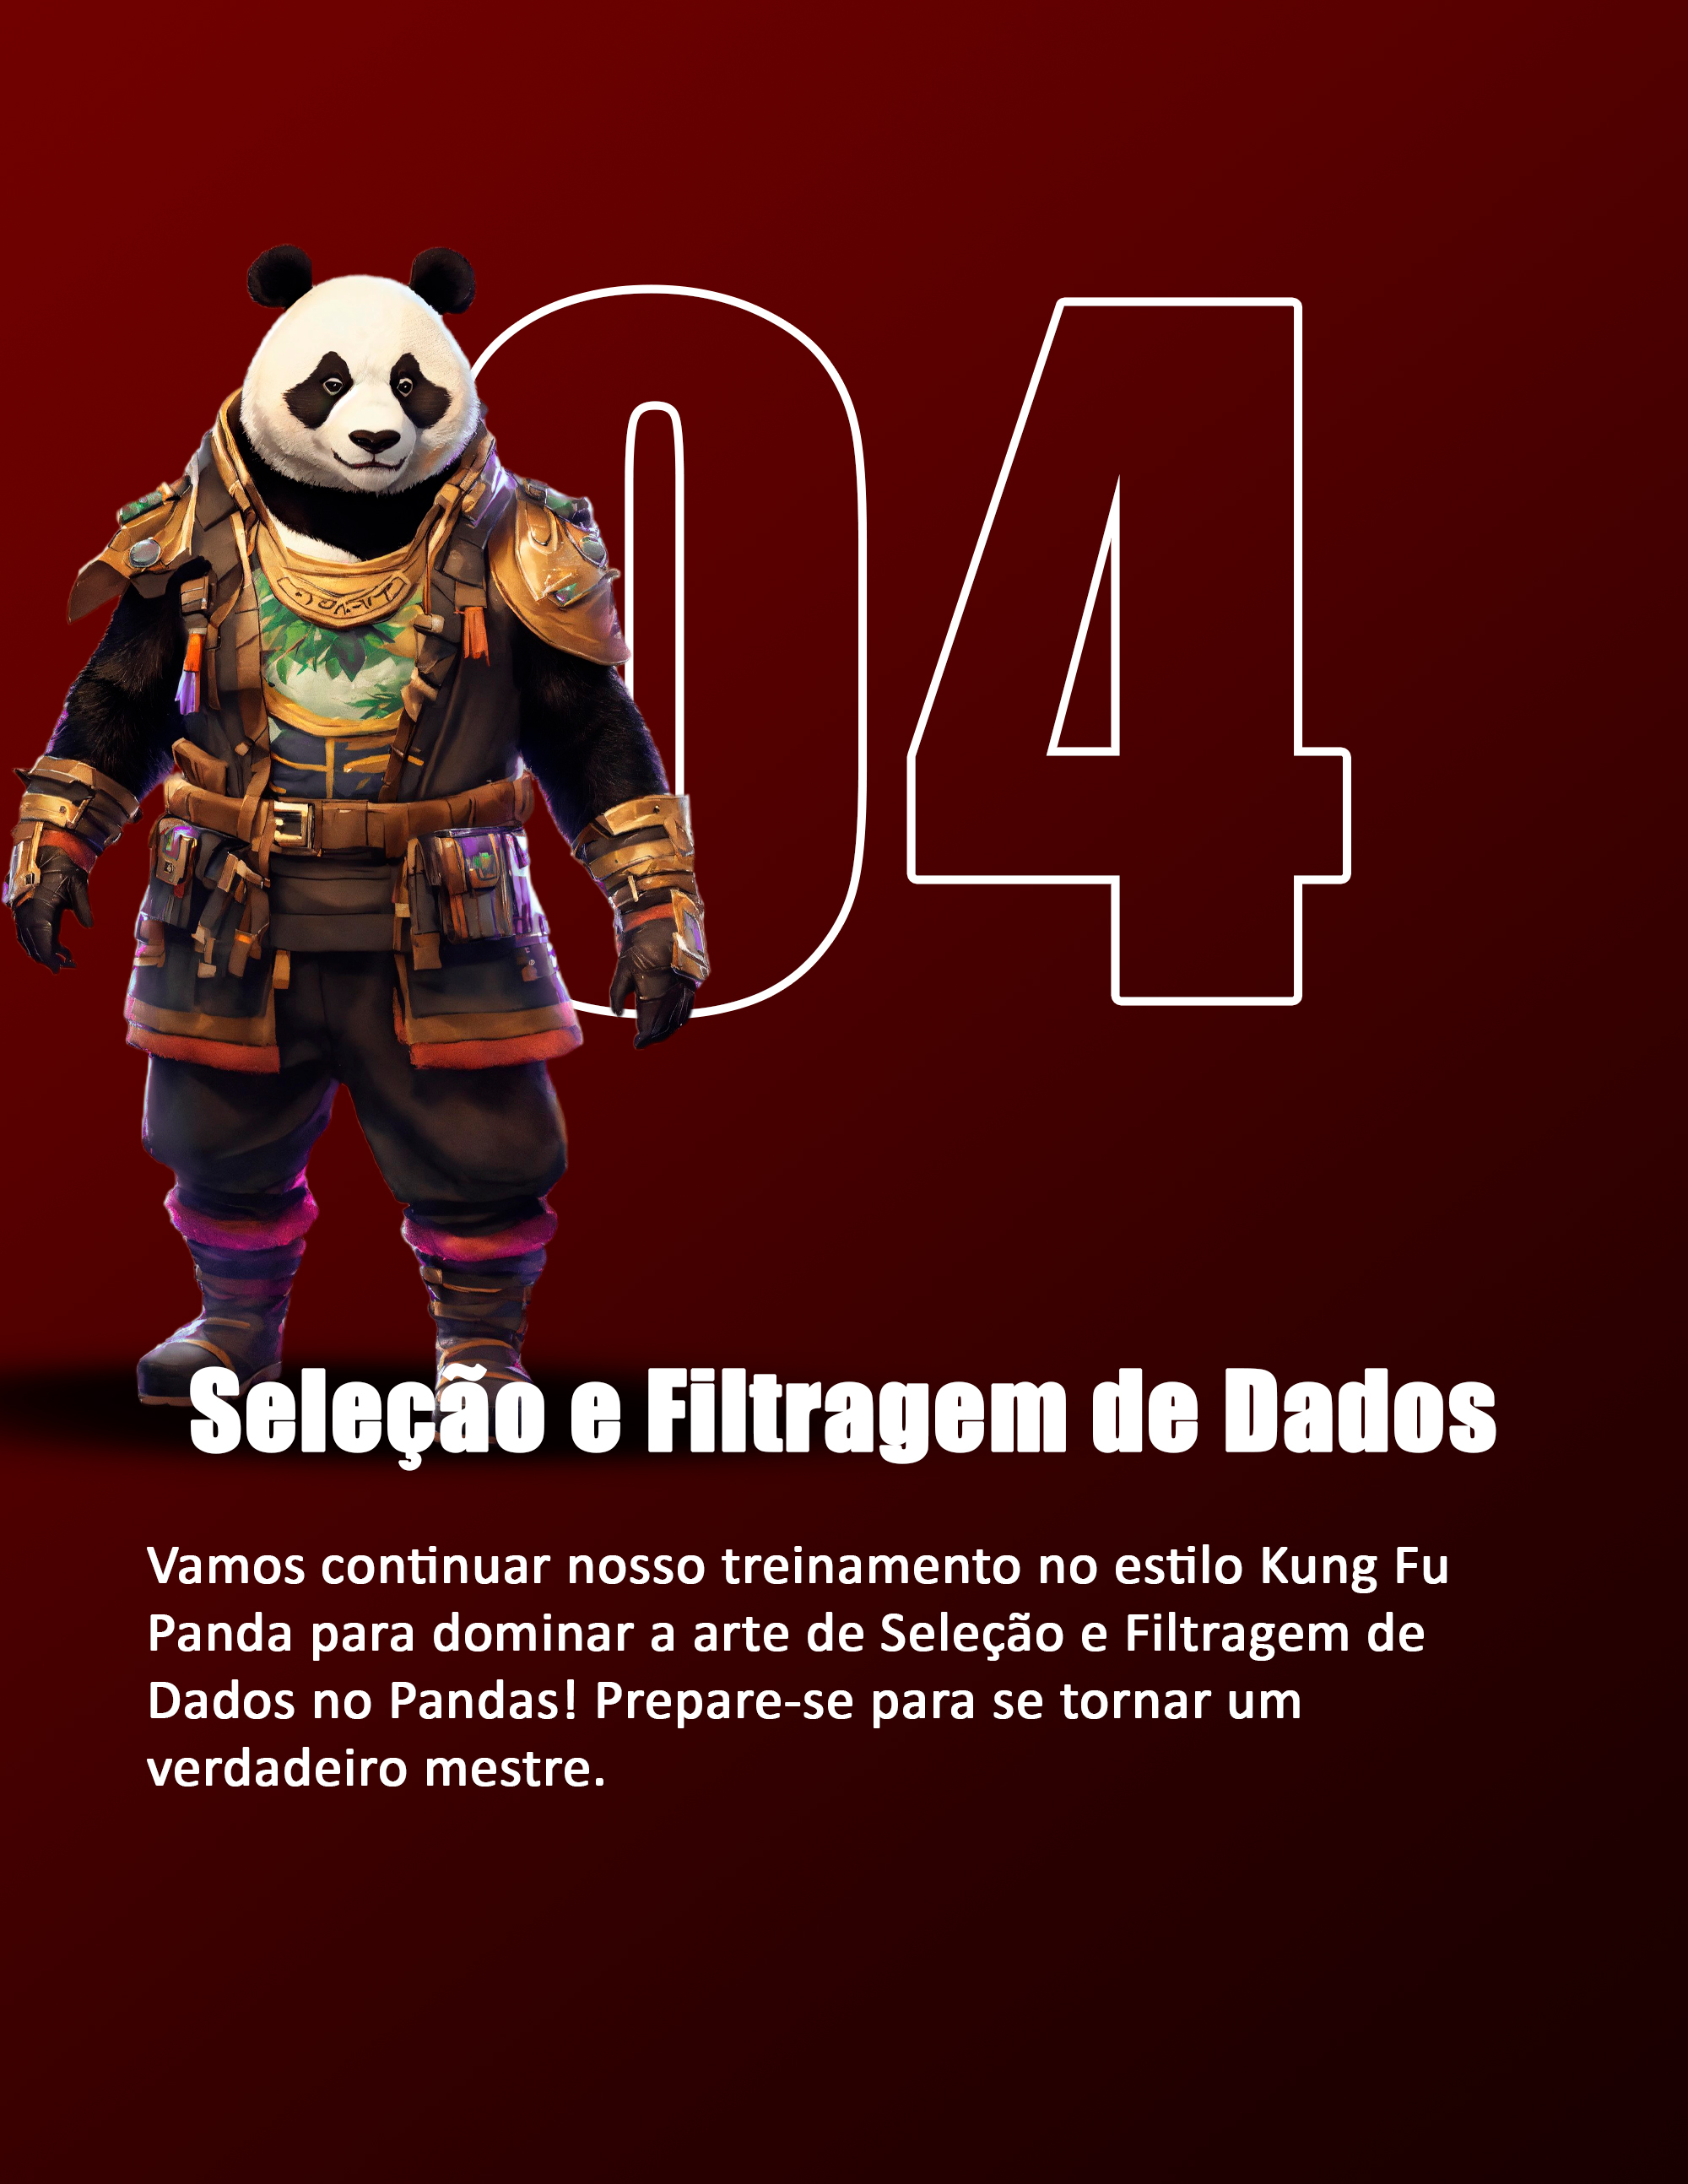 04
Seleção e Filtragem de Dados
Vamos continuar nosso treinamento no estilo Kung Fu
Panda para dominar a arte de Seleção e Filtragem de
Dados no Pandas! Prepare-se para se tornar um
verdadeiro mestre.